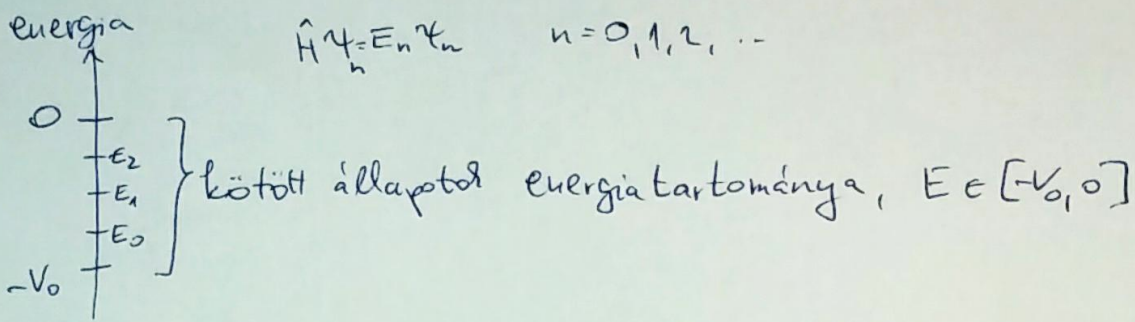 energia
Ĥψₙ=Eₙψₙ n=0,1,2, ...
0
E₂
E₁
E₀
-V₀
kötött állapotok energiatartománya, E ∈ [-V₀,0]